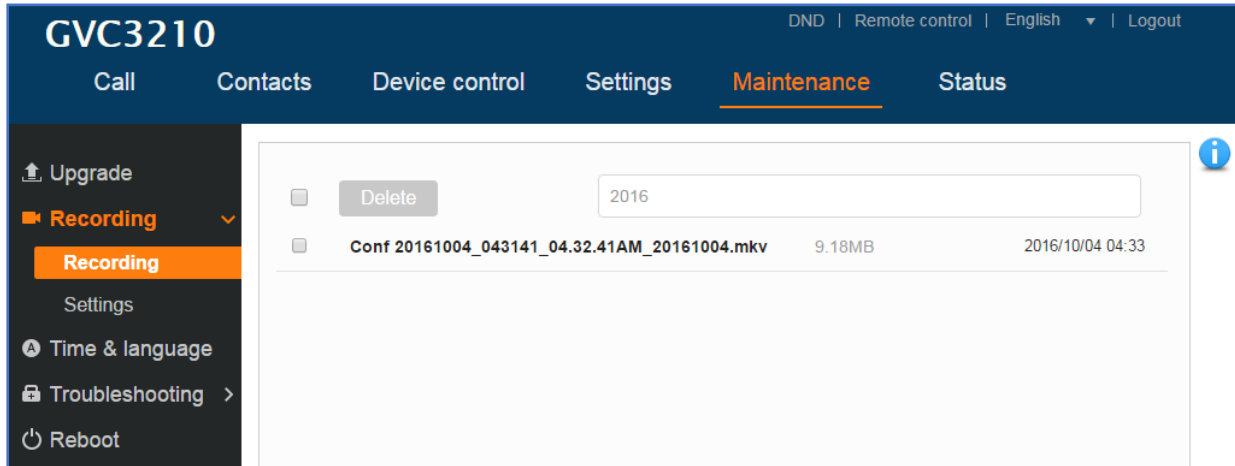 GVC3210
DND | Remote control | English ▼ | Logout
Call Contacts Device control Settings Maintenance Status
Upgrade
Recording
Recording
Settings
Time & language
Troubleshooting
Reboot
Delete 2016
Conf 20161004_043141_04.32.41AM_20161004.mkv 9.18MB 2016/10/04 04:33